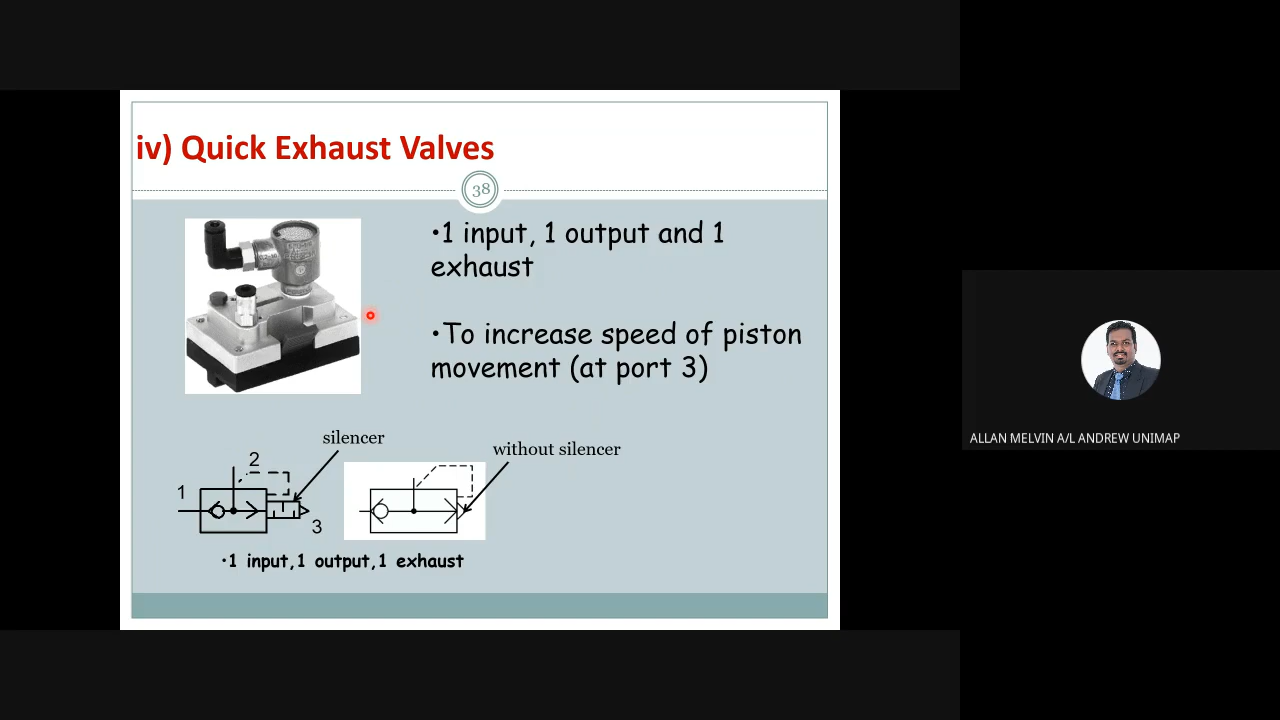 iv) Quick Exhaust Valves
38
•1 input, 1 output and 1
exhaust
•To increase speed of piston
movement (at port 3)
silencer
without silencer
2
1
3
•1 input,1 output,1 exhaust
ALLAN MELVIN A/L ANDREW UNIMAP